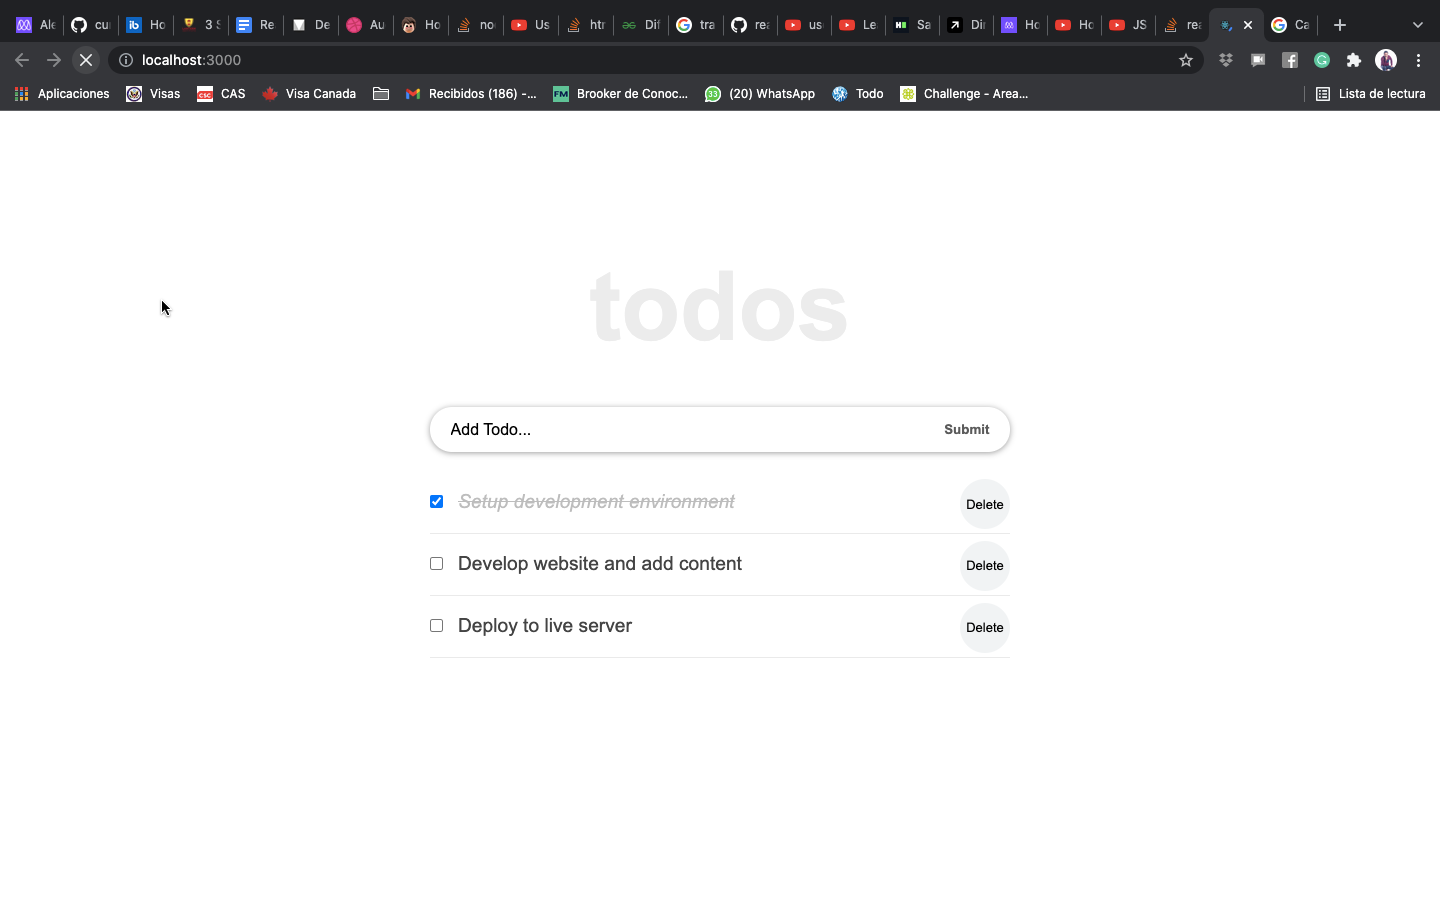 Ale cu Ho 3 S Re De Au Ho no Us htr Dif tra rea us Le Sa Dir Ho Ho JS rea Ca
localhost:3000
Aplicaciones Visas CAS Visa Canada Recibidos (186) -... Brooker de Conoc... (20) WhatsApp Todo Challenge - Area... Lista de lectura
todos
Add Todo... Submit
Setup development environment Delete
Develop website and add content Delete
Deploy to live server Delete